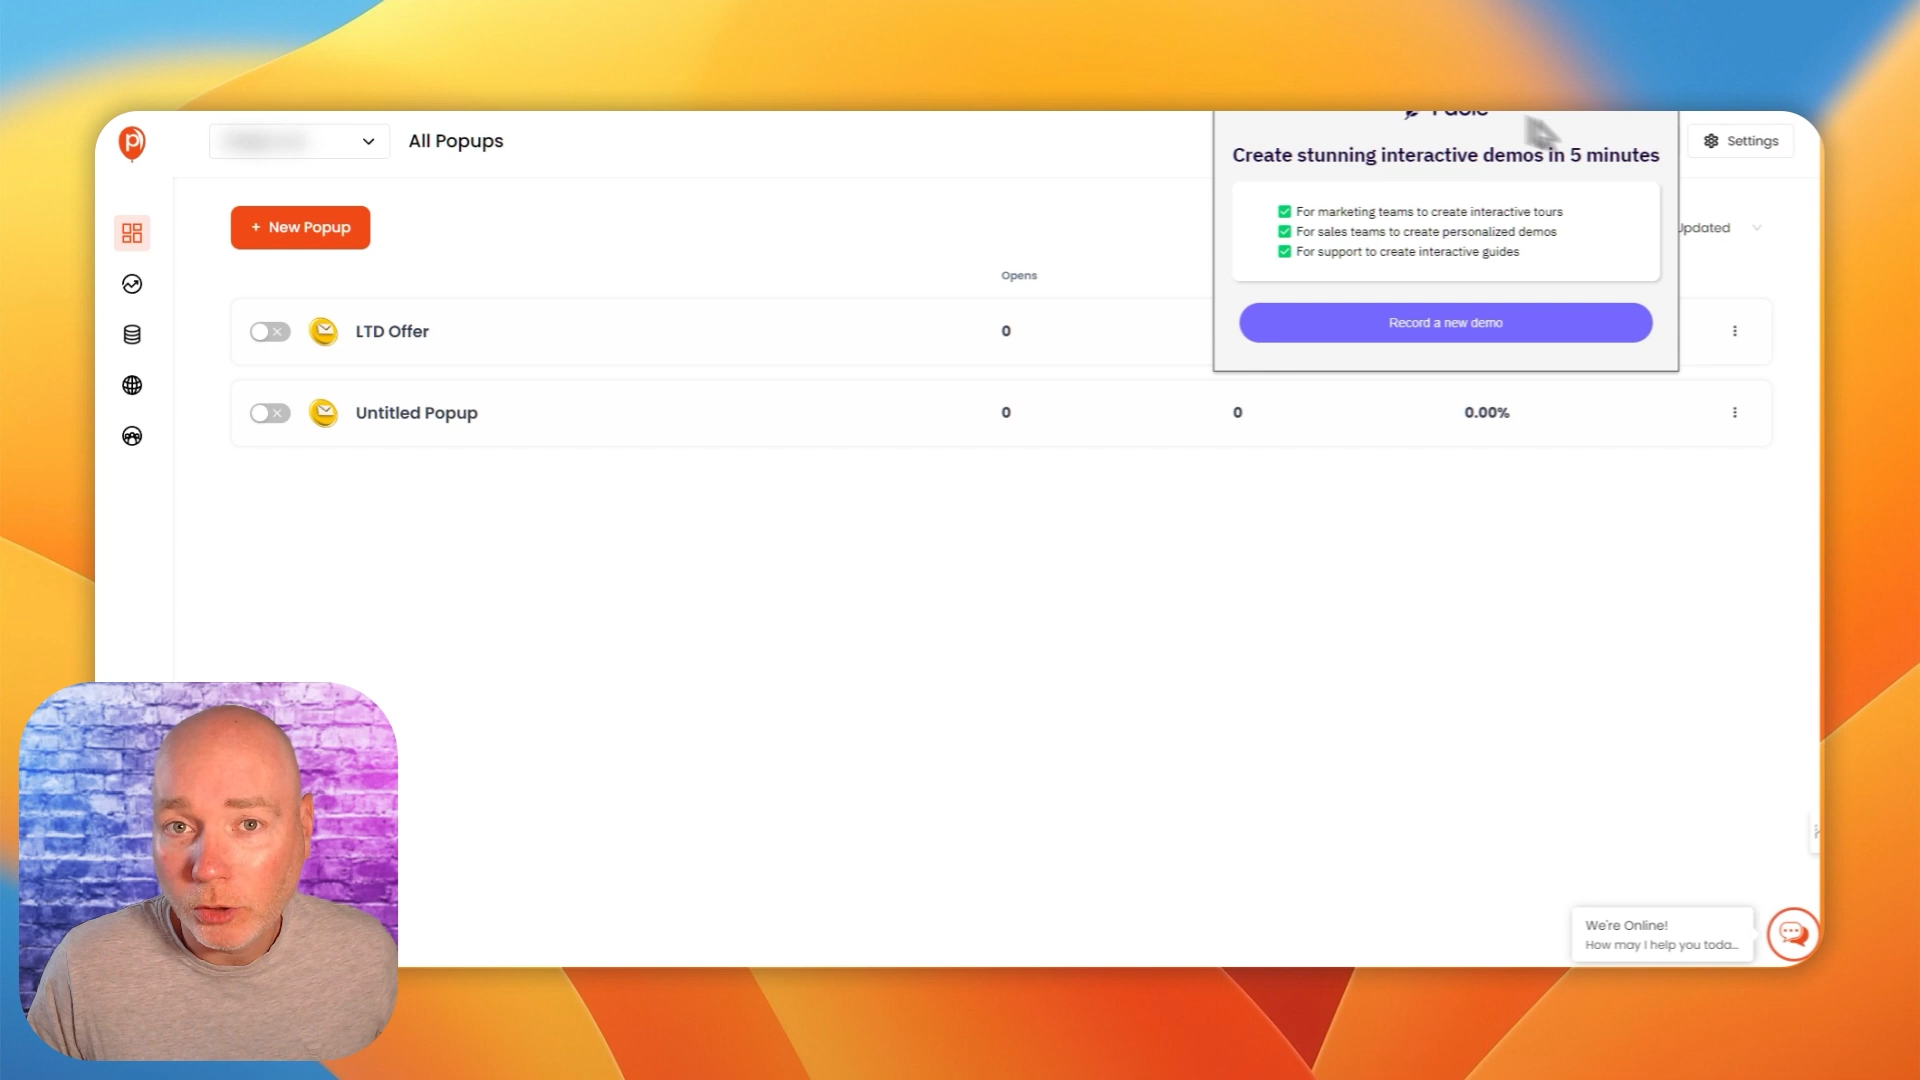 All Popups
Settings
Create stunning interactive demos in 5 minutes
For marketing teams to create interactive tours
For sales teams to create personalized demos
For support to create interactive guides
Record a new demo
+ New Popup
Updated
Opens
LTD Offer
0
Untitled Popup
0
0
0.00%
We're Online!
How may I help you toda...